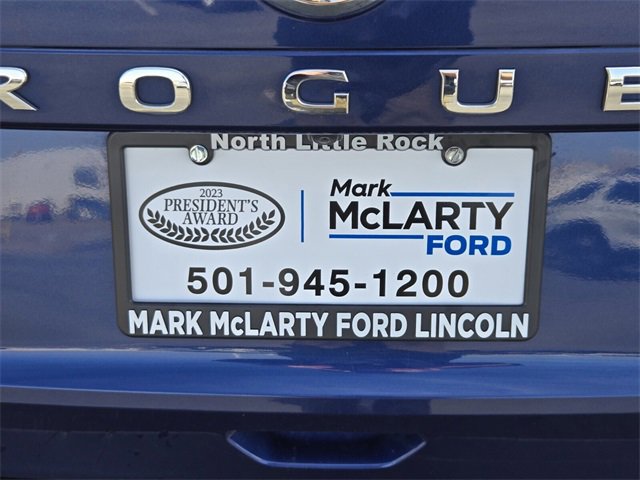 ROGUE
North Little Rock
2023
PRESIDENT'S
AWARD
Mark
McLARTY
FORD
501-945-1200
MARK McLARTY FORD LINCOLN